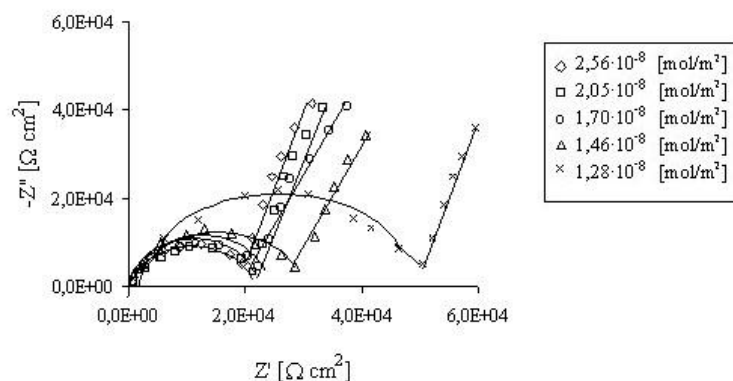 6,0E+04
4,0E+04
2,0E+04
0,0E+00
-Z" [Ω cm²]
0,0E+00 2,0E+04 4,0E+04 6,0E+04
Z' [Ω cm²]
2,56·10⁻⁸ [mol/m²]
2,05·10⁻⁸ [mol/m²]
1,70·10⁻⁸ [mol/m²]
1,46·10⁻⁸ [mol/m²]
1,28·10⁻⁸ [mol/m²]